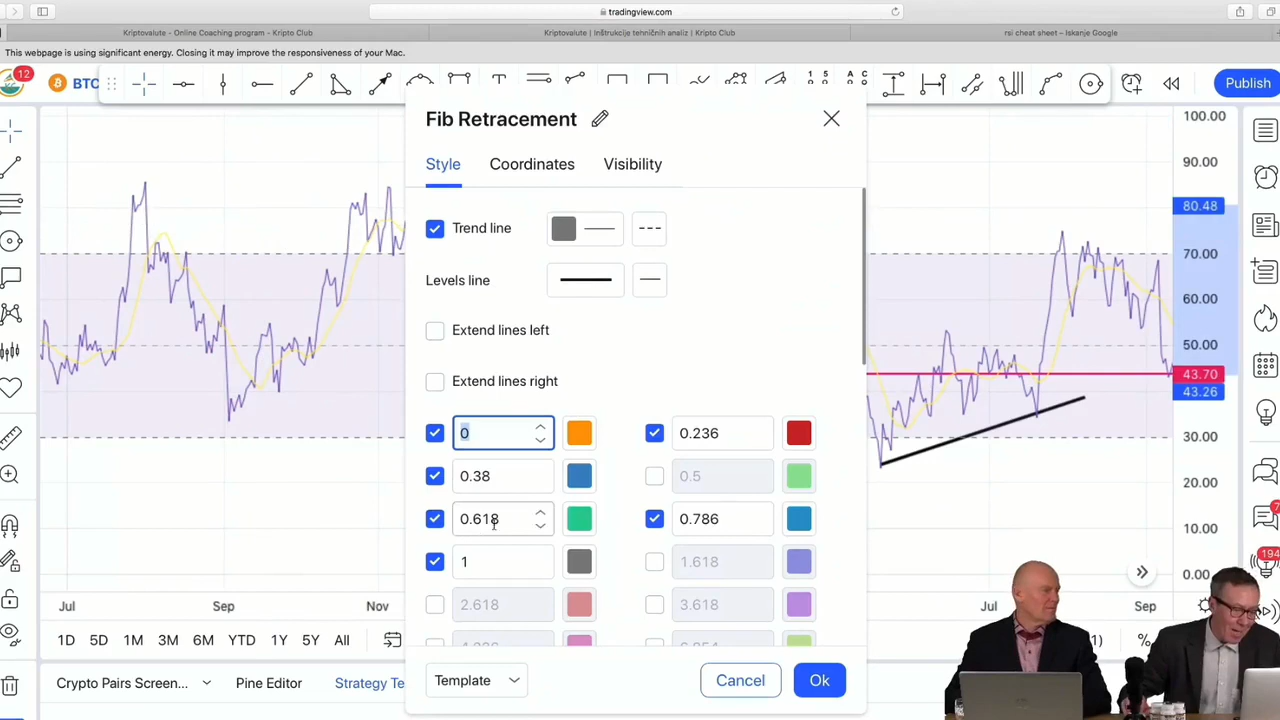 tradingview.com
Kriptovalute - Online Coaching program - Kripto Club
Kriptovalute | Inštrukcije tehničnih analiz | Kripto Club
rsi cheat sheet – Iskanje Google
This webpage is using significant energy. Closing it may improve the responsiveness of your Mac.
12
BTC
Publish
Fib Retracement
Style
Coordinates
Visibility
Trend line
Levels line
Extend lines left
Extend lines right
0
0.236
0.38
0.5
0.618
0.786
1
1.618
2.618
3.618
Template
Cancel
Ok
100.00
90.00
80.48
70.00
60.00
50.00
43.70
43.26
30.00
20.00
10.00
0.00
7
194
Jul
Sep
Nov
Jul
Sep
1D
5D
1M
3M
6M
YTD
1Y
5Y
All
%
Crypto Pairs Screen...
Pine Editor
Strategy Te